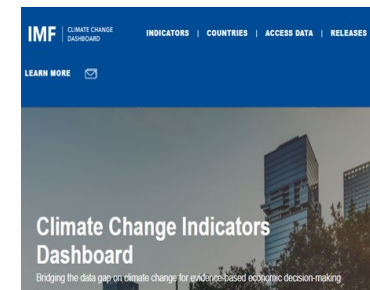 IMF | CLIMATE CHANGE DASHBOARD
INDICATORS | COUNTRIES | ACCESS DATA | RELEASES
LEARN MORE
Climate Change Indicators
Dashboard
Bridging the data gap on climate change for evidence-based economic decision-making